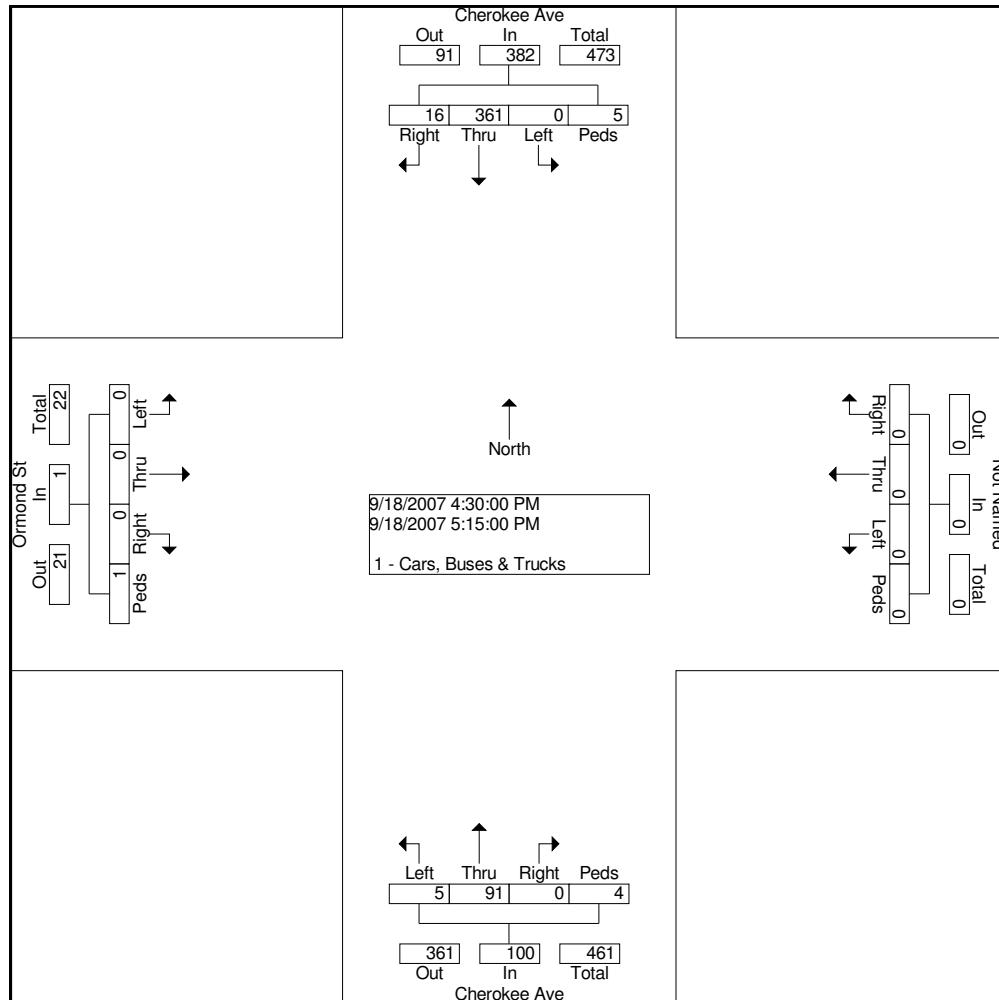 Cherokee Ave
Out In Total
91 382 473
16 361 0 5
Right Thru Left Peds
Ormond St
Total In Out
22 1 21
0 0 0 1
Left Thru Right Peds
North
9/18/2007 4:30:00 PM
9/18/2007 5:15:00 PM
1 - Cars, Buses & Trucks
Right Thru Left Peds
0 0 0 0
Out In Total
0 0 0
Not Named
Left Thru Right Peds
5 91 0 4
361 100 461
Out In Total
Cherokee Ave